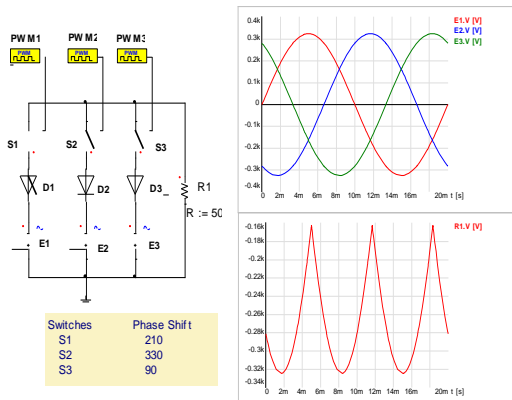 PWM1 PWM2 PWM3
PWM PWM PWM
S1 S2 S3
D1 D2 D3 R1
R := 50
E1 E2 E3
Switches Phase Shift
S1 210
S2 330
S3 90
E1.V [V]
E2.V [V]
E3.V [V]
0.4k
0.3k
0.2k
0.1k
0
-0.1k
-0.2k
-0.3k
-0.4k
0 2m 4m 6m 8m 10m 12m 14m 16m 20m t [s]
R1.V [V]
-0.16k
-0.18k
-0.2k
-0.22k
-0.24k
-0.26k
-0.28k
-0.3k
-0.32k
-0.34k
0 2m 4m 6m 8m 10m 12m 14m 16m 20m t [s]